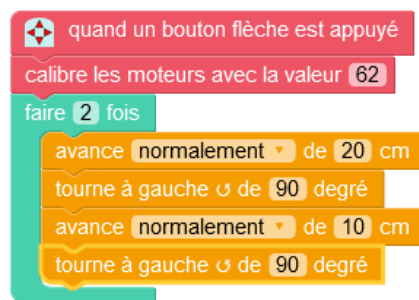 quand un bouton flèche est appuyé
calibre les moteurs avec la valeur 62
faire 2 fois
avance normalement de 20 cm
tourne à gauche ↺ de 90 degré
avance normalement de 10 cm
tourne à gauche ↺ de 90 degré